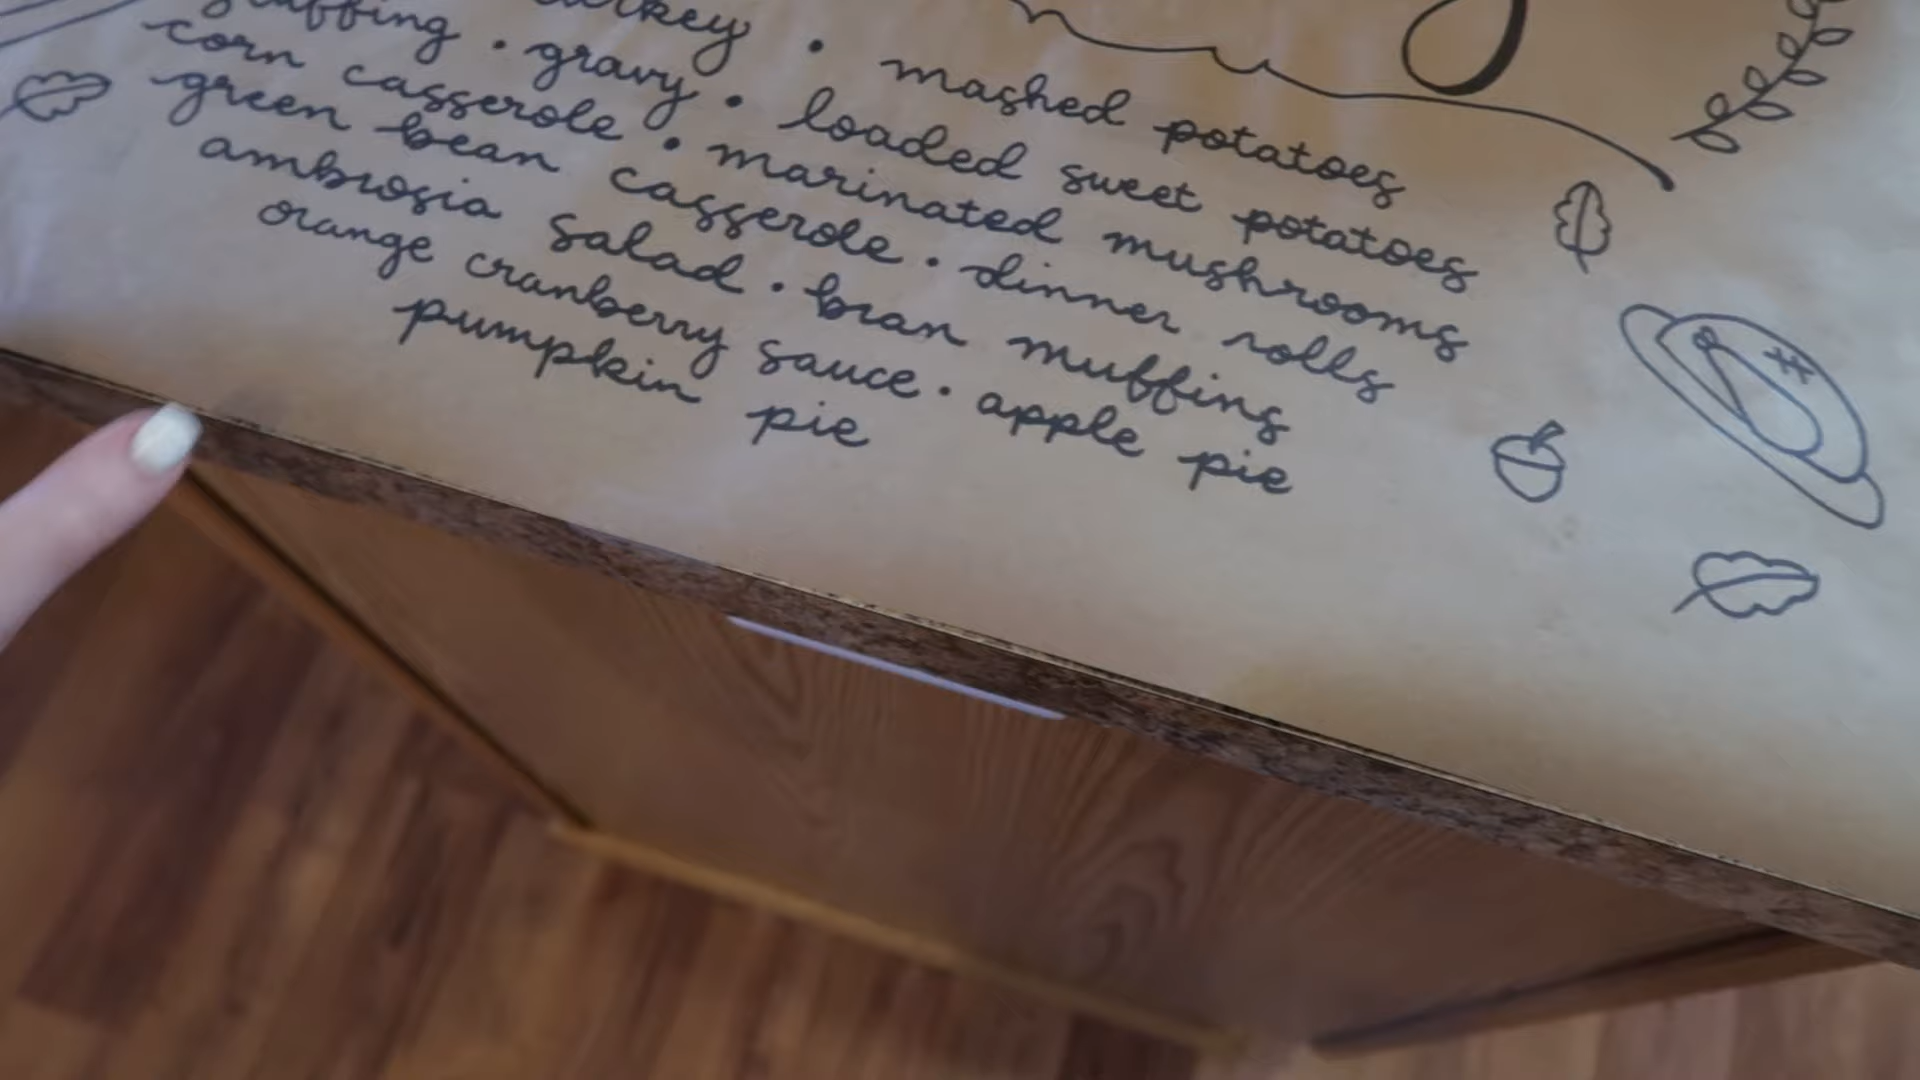 turkey • mashed potatoes
stuffing • gravy • loaded sweet potatoes
corn casserole • marinated mushrooms
green bean casserole • dinner rolls
ambrosia salad • bran muffins
orange cranberry sauce • apple pie
pumpkin pie